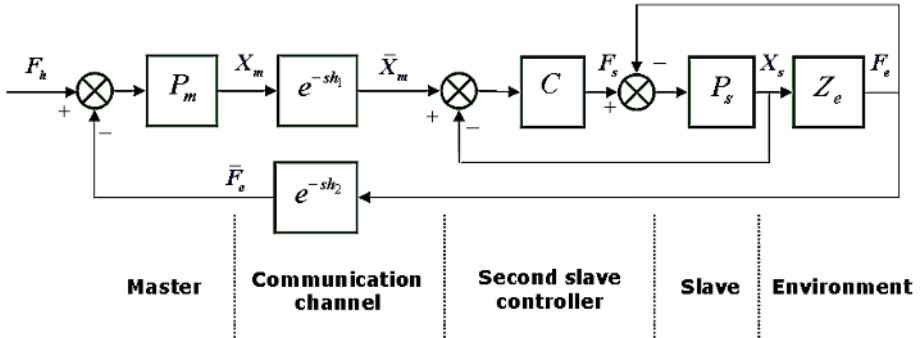 F_h
+
−
P_m
X_m
e^{-sh_1}
X̄_m
+
−
C
F_s
+
−
P_s
X_s
Z_e
F_e
F̄_e
e^{-sh_2}
Master
Communication
channel
Second slave
controller
Slave
Environment